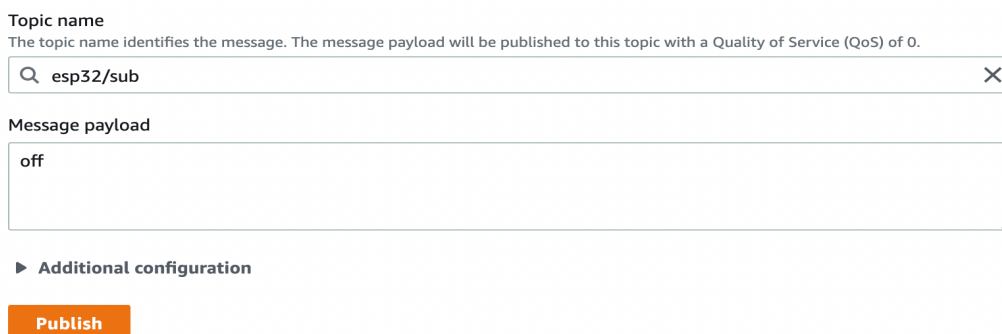 Topic name
The topic name identifies the message. The message payload will be published to this topic with a Quality of Service (QoS) of 0.
esp32/sub
Message payload
off
Additional configuration
Publish